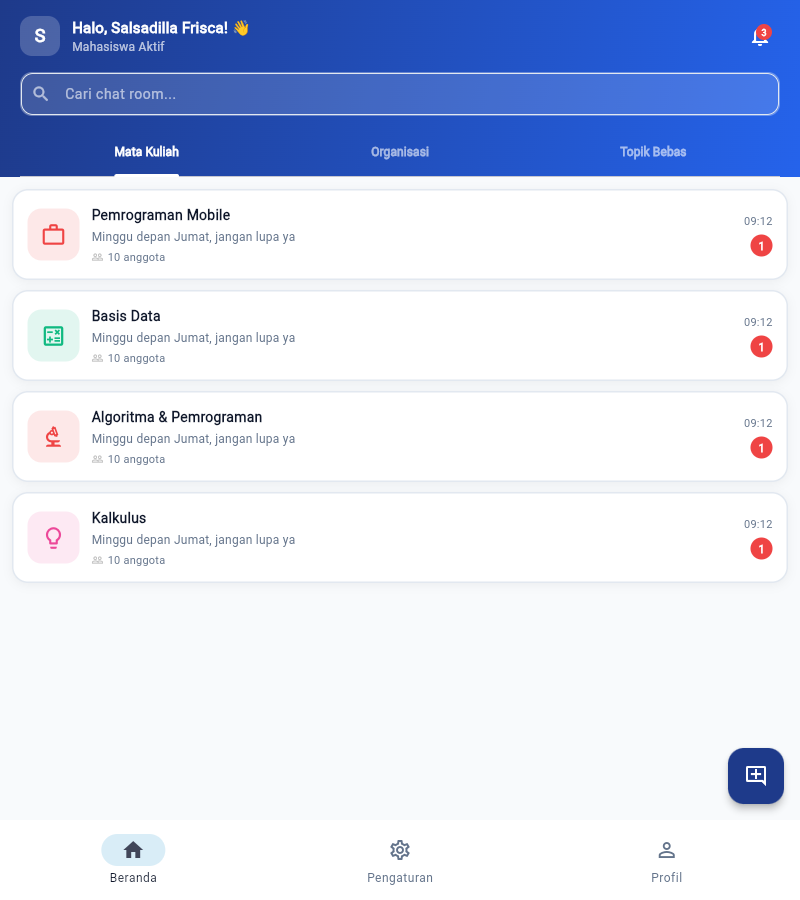 S
Halo, Salsadilla Frisca! 👋
Mahasiswa Aktif
3
Cari chat room...
Mata Kuliah
Organisasi
Topik Bebas
Pemrograman Mobile
Minggu depan Jumat, jangan lupa ya
10 anggota
09:12
1
Basis Data
Minggu depan Jumat, jangan lupa ya
10 anggota
09:12
1
Algoritma & Pemrograman
Minggu depan Jumat, jangan lupa ya
10 anggota
09:12
1
Kalkulus
Minggu depan Jumat, jangan lupa ya
10 anggota
09:12
1
Beranda
Pengaturan
Profil